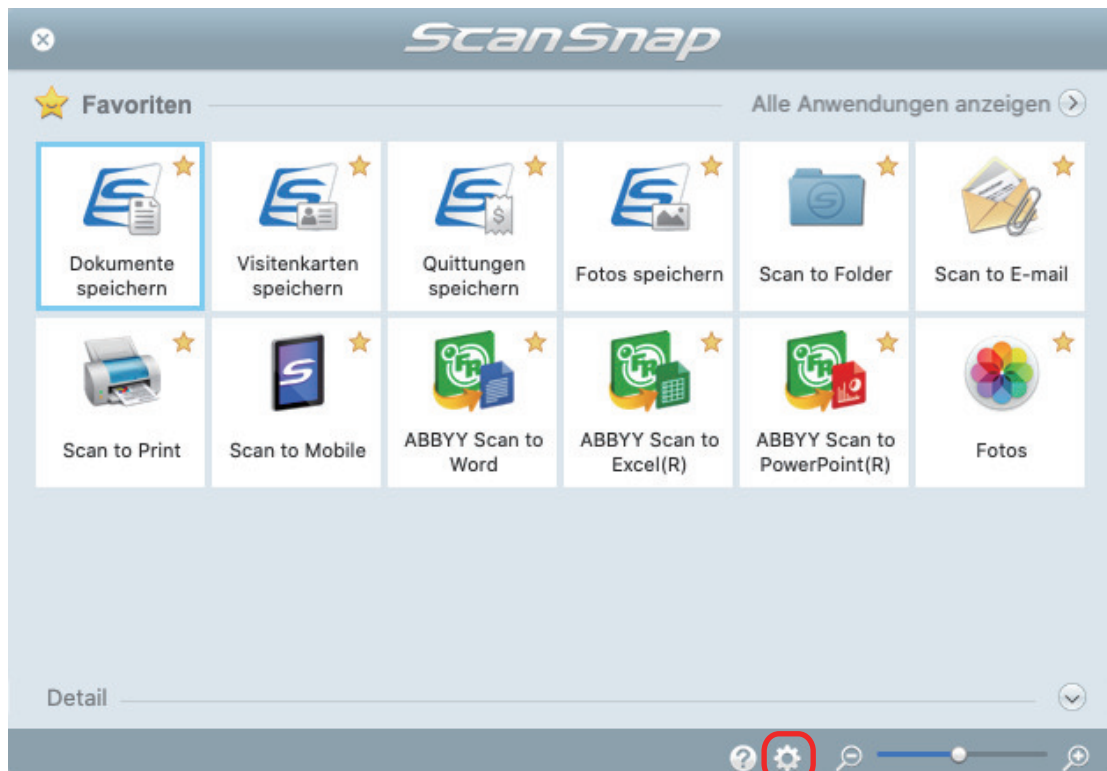 ScanSnap
Favoriten
Alle Anwendungen anzeigen
Dokumente
speichern
Visitenkarten
speichern
Quittungen
speichern
Fotos speichern
Scan to Folder
Scan to E-mail
Scan to Print
Scan to Mobile
ABBYY Scan to
Word
ABBYY Scan to
Excel(R)
ABBYY Scan to
PowerPoint(R)
Fotos
Detail